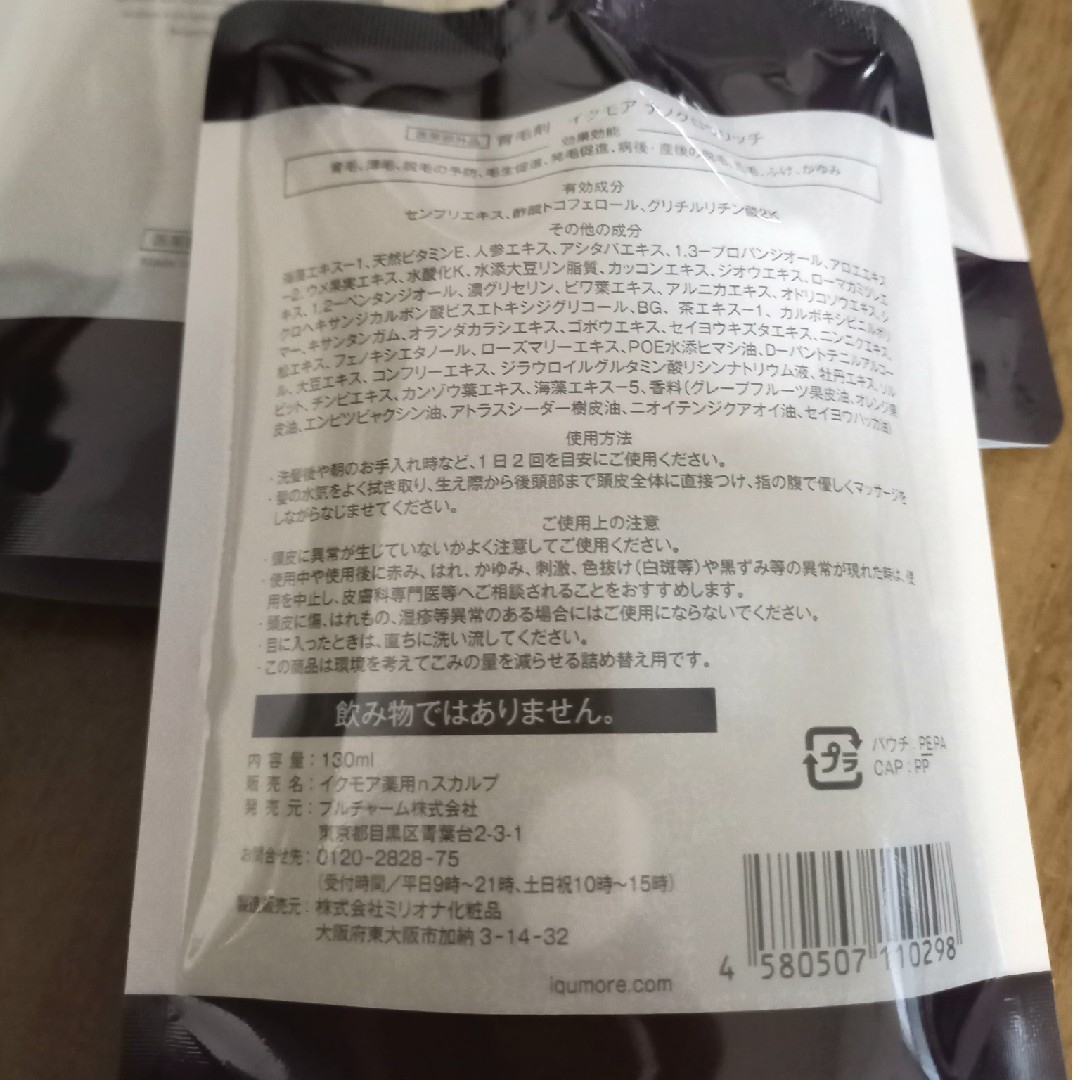 医薬部外品 育毛剤 イクモア ナノグロウリッチ
効果効能
育毛、薄毛、脱毛の予防、毛生促進、発毛促進、病後・産後の脱毛、養毛、ふけ、かゆみ
有効成分
センブリエキス、酢酸トコフェロール、グリチルリチン酸2K
その他の成分
海藻エキス−1、天然ビタミンE、人参エキス、アシタバエキス、1.3−プロパンジオール、アロエエキス
−2、ウメ果実エキス、水酸化K、水添大豆リン脂質、カッコンエキス、ジオウエキス、ローマカミツレエ
キス、1.2−ペンタンジオール、濃グリセリン、ビワ葉エキス、アルニカエキス、オドリコソウエキス、シ
クロヘキサンジカルボン酸ビスエトキシジグリコール、BG、茶エキス−1、カルボキシビニルポリ
マー、キサンタンガム、オランダカラシエキス、ゴボウエキス、セイヨウキズタエキス、ニンニクエキス、
松エキス、フェノキシエタノール、ローズマリーエキス、POE水添ヒマシ油、D−パントテニルアルコー
ル、大豆エキス、コンフリーエキス、ジラウロイルグルタミン酸リシンナトリウム液、牡丹エキス、ソルビット、チンピエキス、カンゾウ葉エキス、海藻エキス−5、香料(グレープフルーツ果皮油、オレンジ果
皮油、エンピツビャクシン油、アトラスシーダー樹皮油、ニオイテンジクアオイ油、セイヨウハッカ油)
使用方法
・洗髪後や朝のお手入れ時など、1日2回を目安にご使用ください。
・髪の水気をよく拭き取り、生え際から後頭部まで頭皮全体に直接つけ、指の腹で優しくマッサージを
しながらなじませてください。
ご使用上の注意
・頭皮に異常が生じていないかよく注意してご使用ください。
・使用中や使用後に赤み、はれ、かゆみ、刺激、色抜け(白斑等)や黒ずみ等の異常が現れた時は、使
用を中止し、皮膚科専門医等へご相談されることをおすすめします。
・頭皮に傷、はれもの、湿疹等異常のある場合にはご使用にならないでください。
・目に入ったときは、直ちに洗い流してください。
・この商品は環境を考えてごみの量を減らせる詰め替え用です。
飲み物ではありません。
内容量:130ml
販売名:イクモア薬用nスカルプ
発売元:フルチャーム株式会社
東京都目黒区青葉台2-3-1
お問合せ先:0120-2828-75
(受付時間/平日9時〜21時、土日祝10時〜15時)
製造販売元:株式会社ミリオナ化粧品
大阪府東大阪市加納3-14-32
iqumore.com
プラ
パウチ:PE,PA
CAP:PP
4 580507 110298